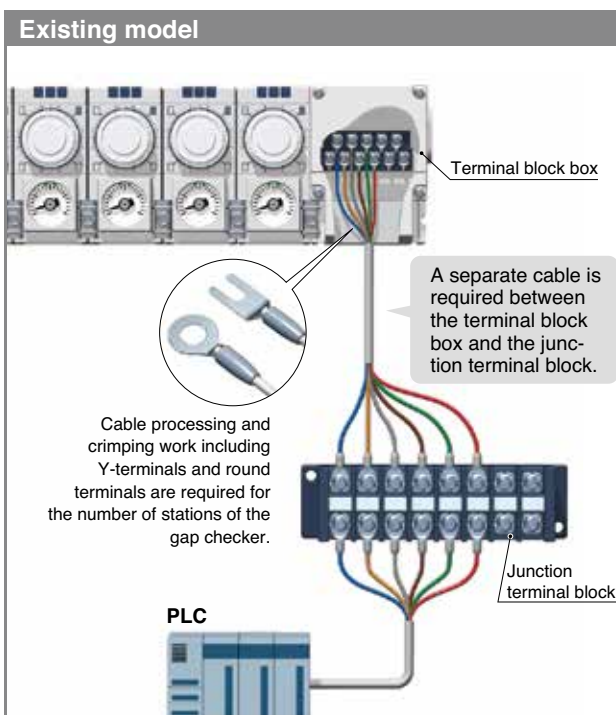 Existing model
Terminal block box
A separate cable is
required between
the terminal block
box and the junc-
tion terminal block.
Cable processing and
crimping work including
Y-terminals and round
terminals are required for
the number of stations of the
gap checker.
Junction
terminal block
PLC